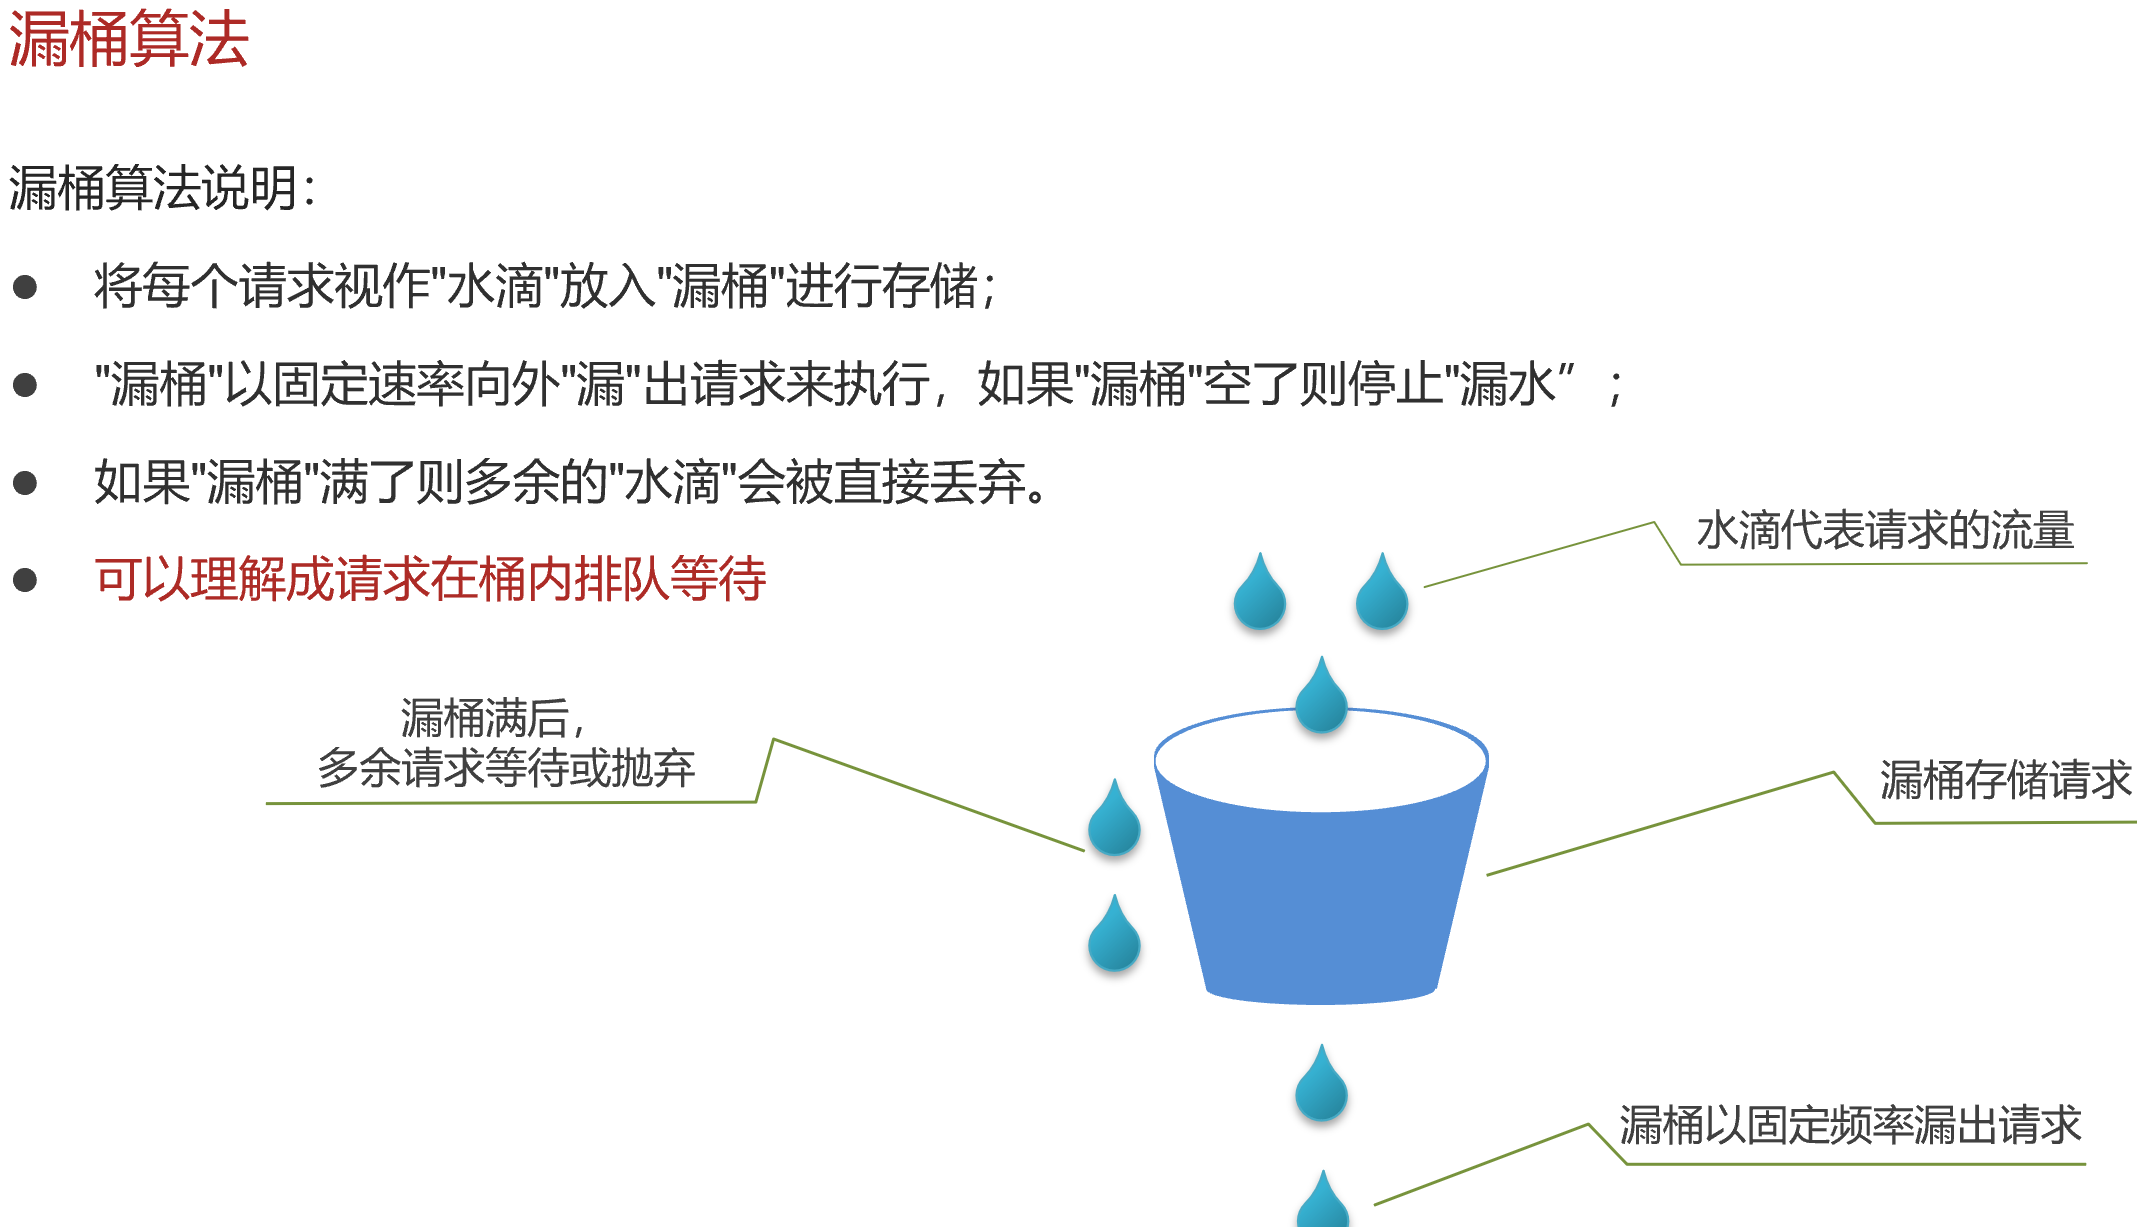 漏桶算法
漏桶算法说明：
将每个请求视作"水滴"放入"漏桶"进行存储；
"漏桶"以固定速率向外"漏"出请求来执行，如果"漏桶"空了则停止"漏水”；
如果"漏桶"满了则多余的"水滴"会被直接丢弃。
可以理解成请求在桶内排队等待
水滴代表请求的流量
漏桶满后，
多余请求等待或抛弃
漏桶存储请求
漏桶以固定频率漏出请求